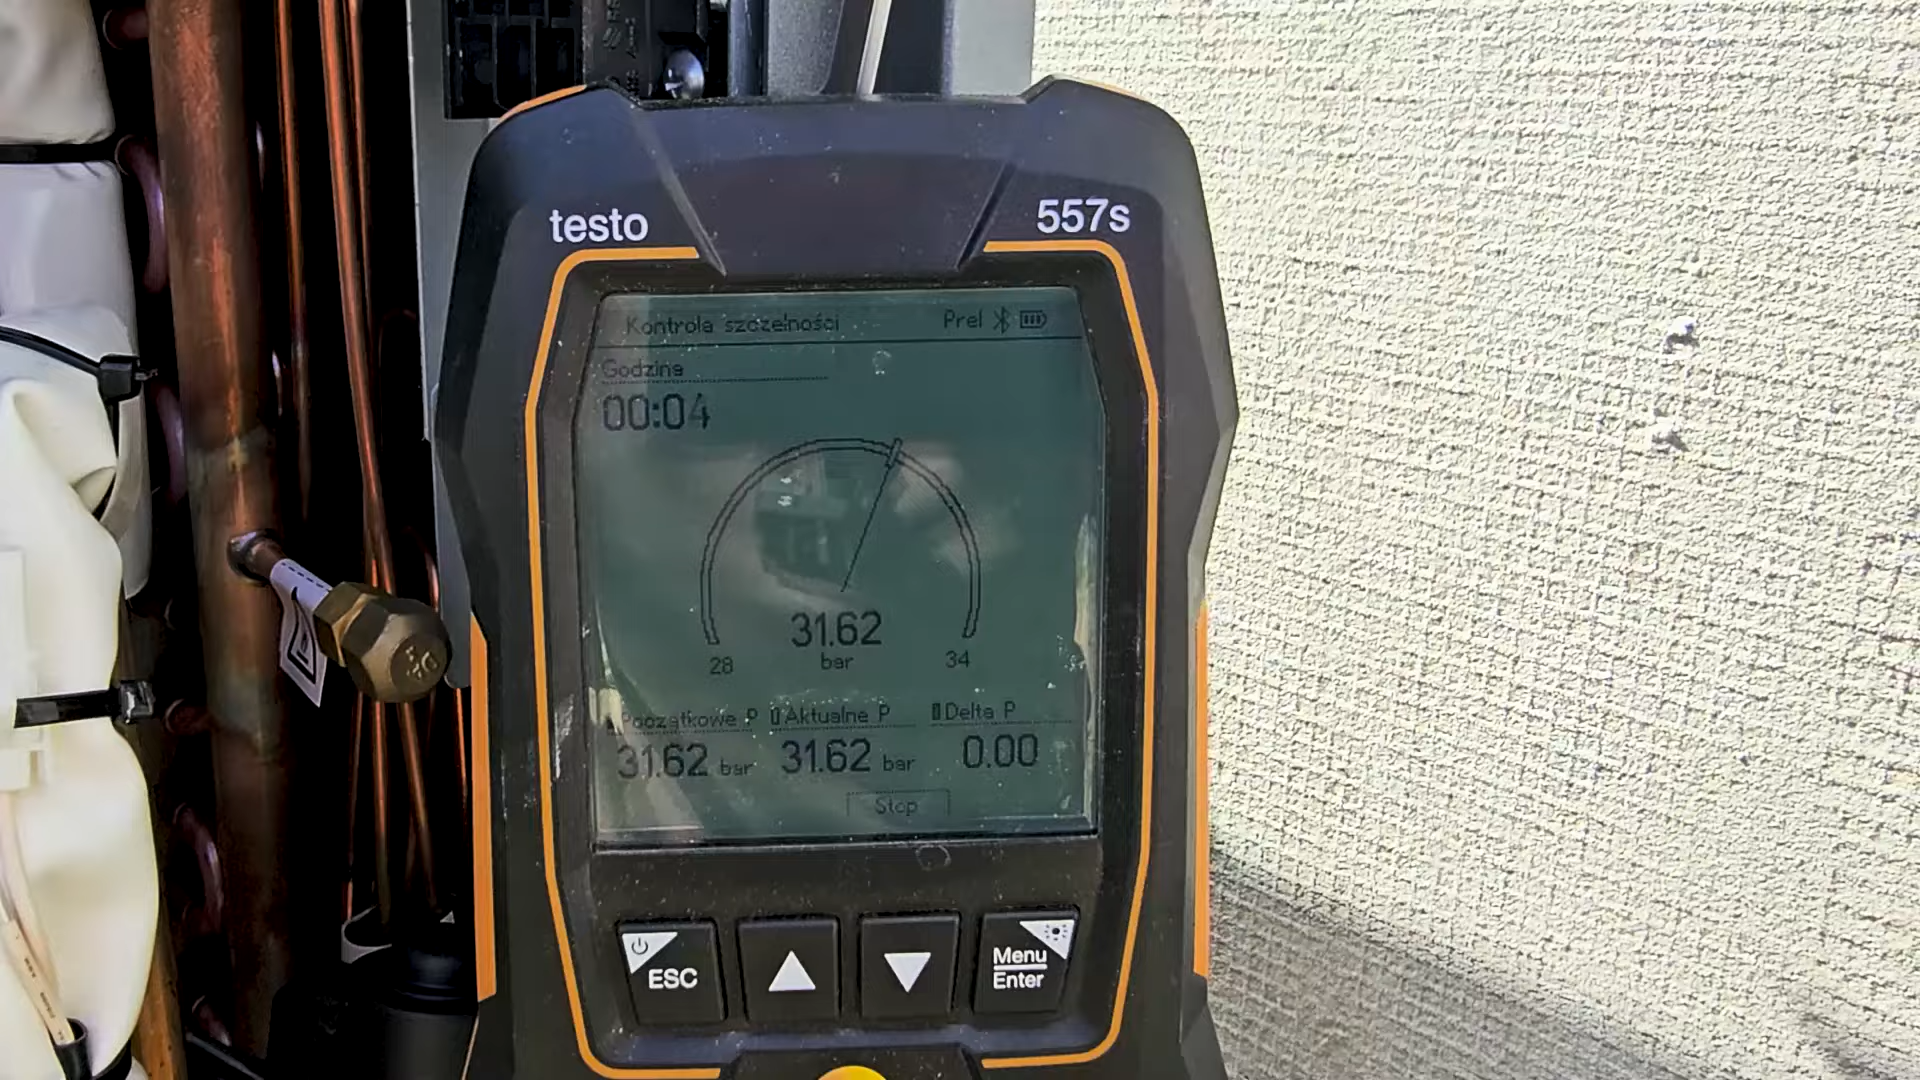 testo 557s
Kontrola szczelności Prel
Godzina
00:04
31.62
bar
28 34
Początkowe P Aktualne P Delta P
31.62 bar 31.62 bar 0.00
Stop
ESC
Menu
Enter